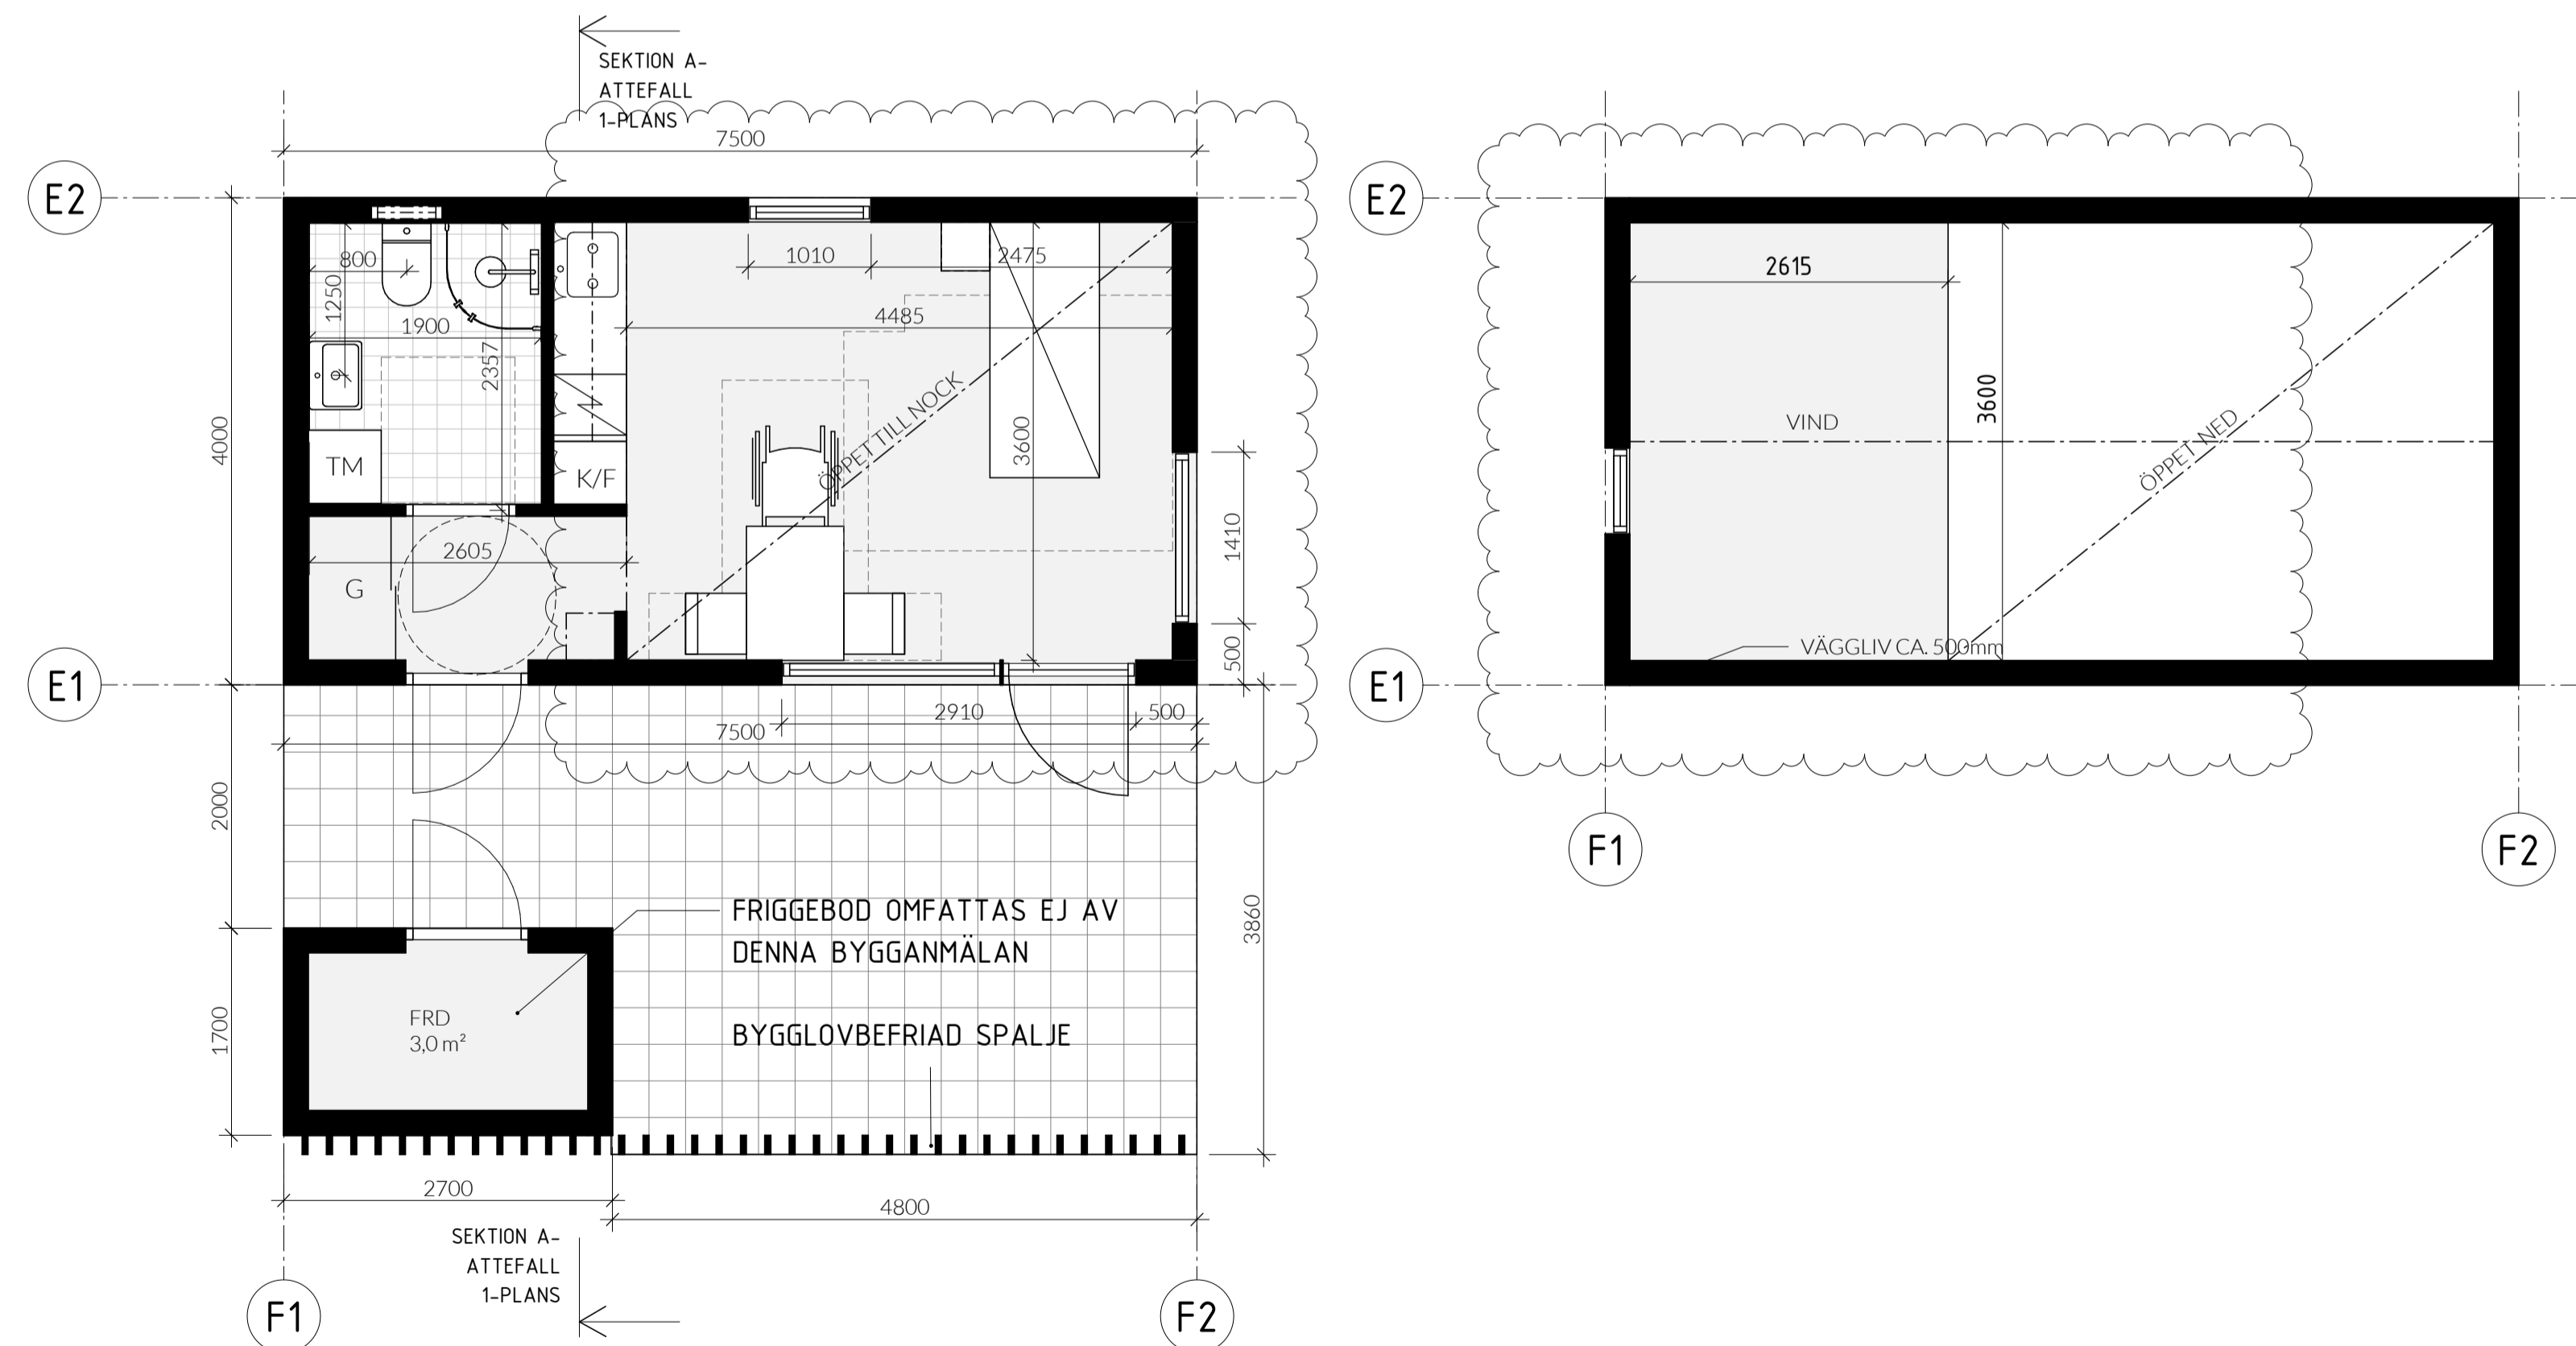 SEKTION A-
ATTEFALL
1-PLANS
7500
E2
E2
800
1250
1010
2475
2615
1900
4485
2357
4000
ÖPPET TILL NOCK
3600
3600
VIND
ÖPPET NED
TM
K/F
1410
2605
G
500
VÄGGLIV CA. 500mm
E1
E1
2910
500
7500
2000
F1
F2
3860
FRIGGEBOD OMFATTAS EJ AV
DENNA BYGGANMÄLAN
FRD
3,0 m²
1700
BYGGLOVBEFRIAD SPALJE
2700
4800
SEKTION A-
ATTEFALL
1-PLANS
F1
F2